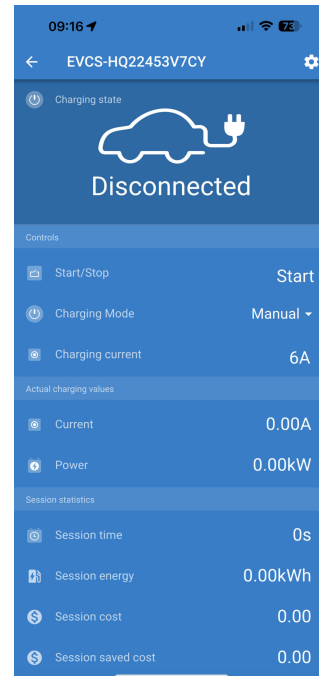 09:16
73
EVCS-HQ22453V7CY
Charging state
Disconnected
Controls
Start/Stop Start
Charging Mode Manual
Charging current 6A
Actual charging values
Current 0.00A
Power 0.00kW
Session statistics
Session time 0s
Session energy 0.00kWh
Session cost 0.00
Session saved cost 0.00